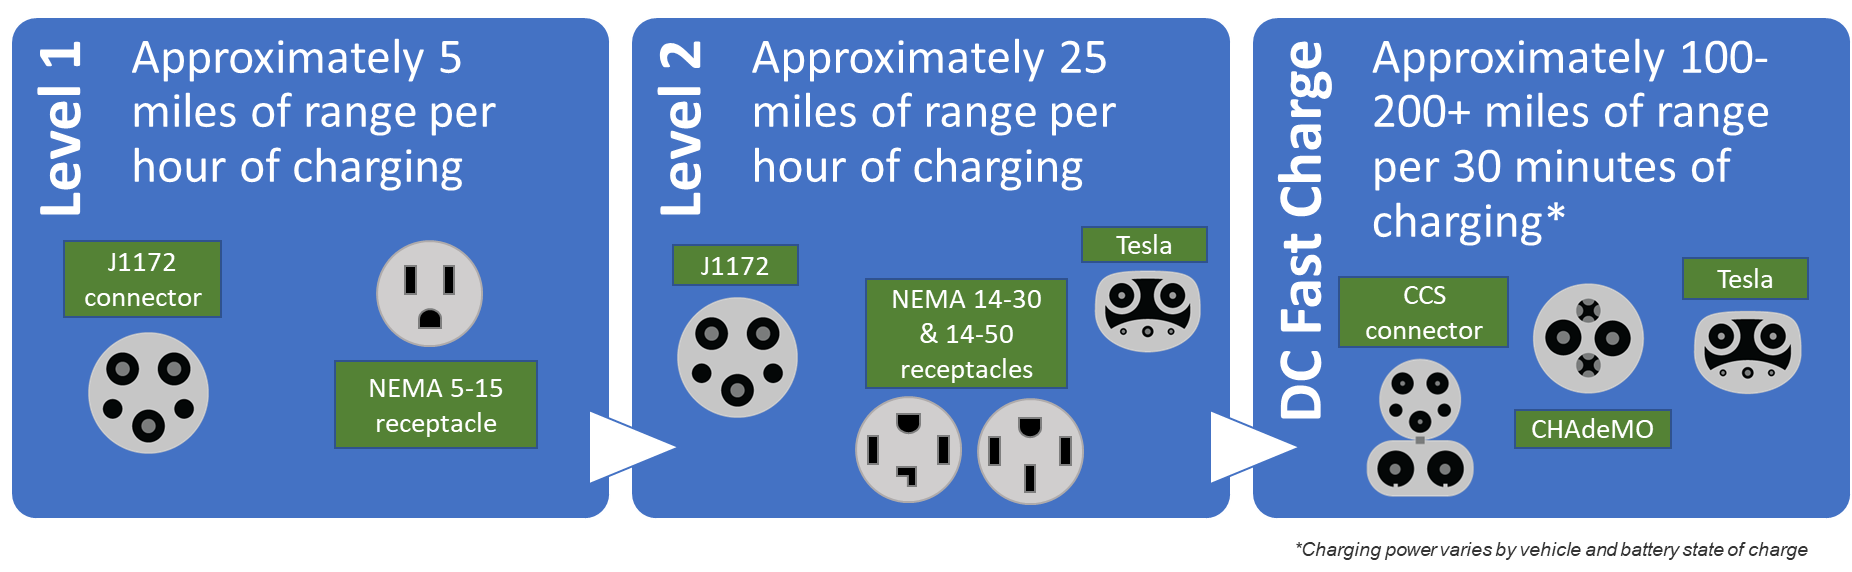 Level 1
Approximately 5
miles of range per
hour of charging
J1172
connector
NEMA 5-15
receptacle
Level 2
Approximately 25
miles of range per
hour of charging
J1172
NEMA 14-30
& 14-50
receptacles
Tesla
DC Fast Charge
Approximately 100-
200+ miles of range
per 30 minutes of
charging*
CCS
connector
CHAdeMO
Tesla
*Charging power varies by vehicle and battery state of charge